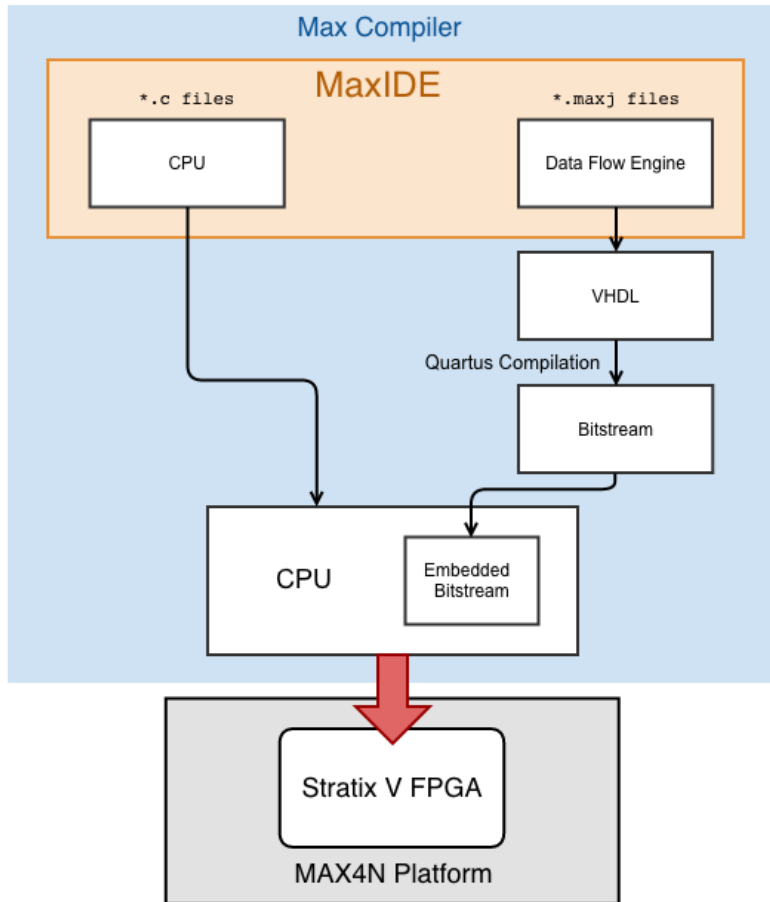 Max Compiler
MaxIDE
*.c files
*.maxj files
CPU
Data Flow Engine
VHDL
Quartus Compilation
Bitstream
CPU
Embedded
Bitstream
Stratix V FPGA
MAX4N Platform